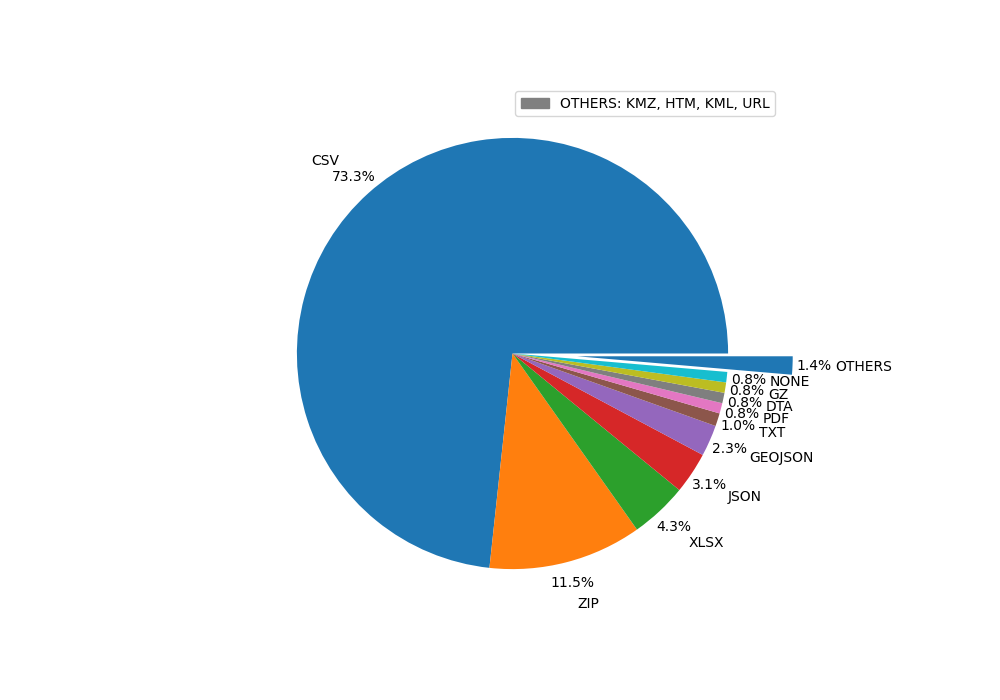 OTHERS: KMZ, HTM, KML, URL
CSV
73.3%
1.4% OTHERS
0.8% NONE
0.8% GZ
0.8% DTA
0.8% PDF
1.0% TXT
2.3% GEOJSON
3.1% JSON
4.3% XLSX
11.5%
ZIP